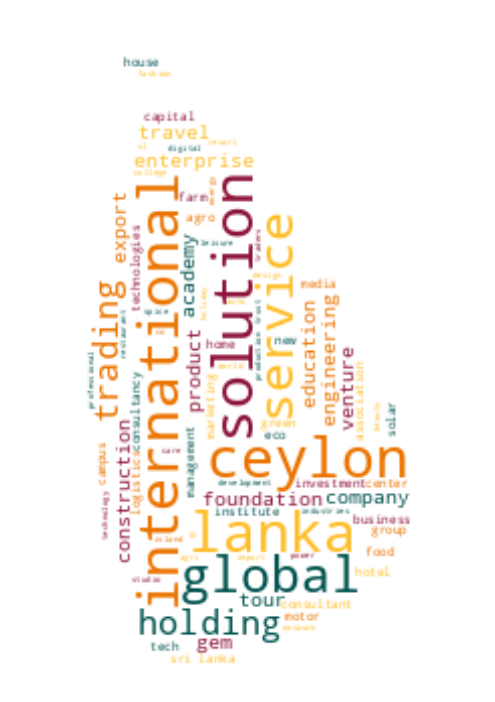 house
fashion
capital
travel
resort
digital
enterprise
college
international
solution
farm
agro
service
export
technologies
academy
leisure
traders
design
trading
media
holiday
space
restaurant
production
trust
education
engineering
product
home
new
venture
association
professional
world
marketing
green
eco
beauty
solar
construction
consultancy
logistics
campus
care
management
ceylon
development
investment
center
technology
foundation
company
institute
industries
business
lanka
group
island
agri
expert
power
food
hotel
studio
global
tour
consultant
holding
motor
network
tech
gem
sri lanka